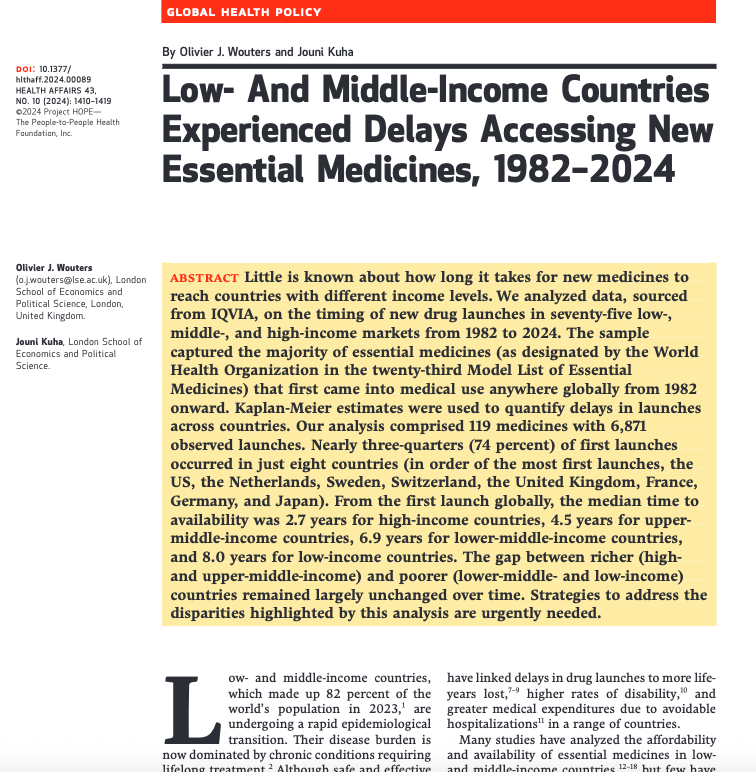 GLOBAL HEALTH POLICY
By Olivier J. Wouters and Jouni Kuha
DOI: 10.1377/
hlthaff.2024.00089
HEALTH AFFAIRS 43,
NO. 10 (2024): 1410–1419
©2024 Project HOPE—
The People-to-People Health
Foundation, Inc.
Low- And Middle-Income Countries
Experienced Delays Accessing New
Essential Medicines, 1982–2024
Olivier J. Wouters
(o.j.wouters@lse.ac.uk), London
School of Economics and
Political Science, London,
United Kingdom.
Jouni Kuha, London School of
Economics and Political
Science.
ABSTRACT Little is known about how long it takes for new medicines to
reach countries with different income levels. We analyzed data, sourced
from IQVIA, on the timing of new drug launches in seventy-five low-,
middle-, and high-income markets from 1982 to 2024. The sample
captured the majority of essential medicines (as designated by the World
Health Organization in the twenty-third Model List of Essential
Medicines) that first came into medical use anywhere globally from 1982
onward. Kaplan-Meier estimates were used to quantify delays in launches
across countries. Our analysis comprised 119 medicines with 6,871
observed launches. Nearly three-quarters (74 percent) of first launches
occurred in just eight countries (in order of the most first launches, the
US, the Netherlands, Sweden, Switzerland, the United Kingdom, France,
Germany, and Japan). From the first launch globally, the median time to
availability was 2.7 years for high-income countries, 4.5 years for upper-
middle-income countries, 6.9 years for lower-middle-income countries,
and 8.0 years for low-income countries. The gap between richer (high-
and upper-middle-income) and poorer (lower-middle- and low-income)
countries remained largely unchanged over time. Strategies to address the
disparities highlighted by this analysis are urgently needed.
Low- and middle-income countries,
which made up 82 percent of the
world's population in 2023,1 are
undergoing a rapid epidemiological
transition. Their disease burden is
now dominated by chronic conditions requiring
lifelong treatment.2 Although safe and effective
have linked delays in drug launches to more life-
years lost,7–9 higher rates of disability,10 and
greater medical expenditures due to avoidable
hospitalizations11 in a range of countries.
Many studies have analyzed the affordability
and availability of essential medicines in low-
and middle-income countries,12–18 but few have